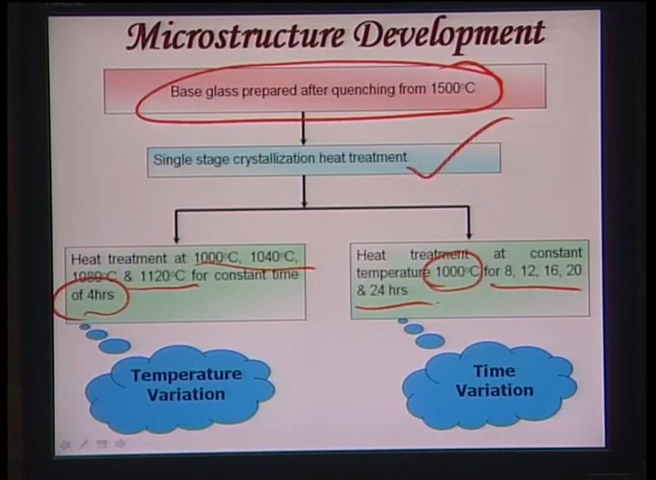 Microstructure Development
Base glass prepared after quenching from 1500°C
Single stage crystallization heat treatment
Heat treatment at 1000°C, 1040°C,
1080°C & 1120°C for constant time
of 4hrs
Heat treatment at constant
temperature 1000°C for 8, 12, 16, 20
& 24 hrs
Temperature
Variation
Time
Variation